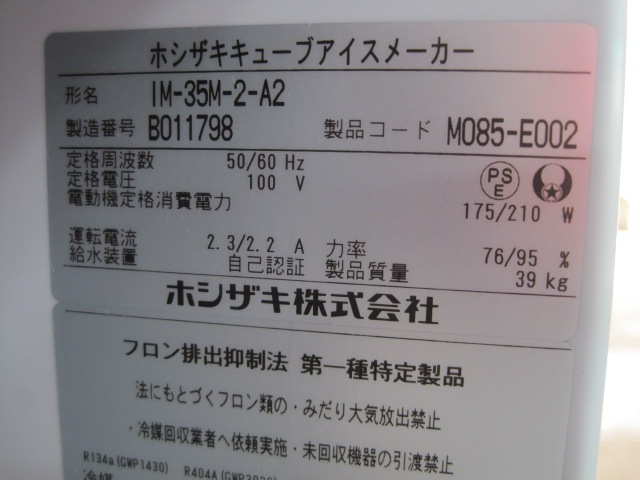 ホシザキキューブアイスメーカー
形名 IM-35M-2-A2
製造番号 B011798 製品コード M085-E002
定格周波数 50/60 Hz
定格電圧 100 V
PS E
電動機定格消費電力 175/210 W
運転電流 2.3/2.2 A 力率 76/95 %
給水装置 自己認証 製品質量 39 kg
ホシザキ株式会社
フロン排出抑制法 第一種特定製品
法にもとづくフロン類の・みだり大気放出禁止
・冷媒回収業者へ依頼実施・未回収機器の引渡禁止
R134a(GWP1430) R404A(GWP3920)
冷媒